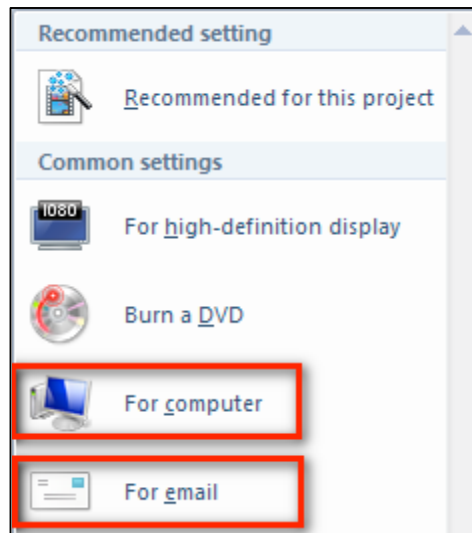 Recommended setting
Recommended for this project
Common settings
1080
For high-definition display
Burn a DVD
For computer
For email